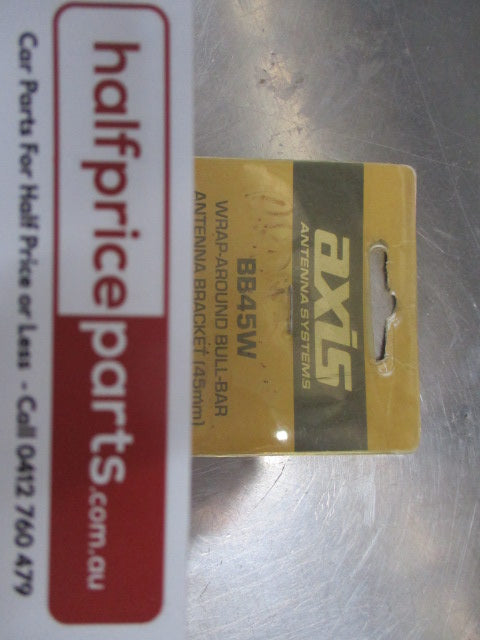 axis
ANTENNA SYSTEMS
BB45W
WRAP-AROUND BULL-BAR
ANTENNA BRACKET (45mm)
halfpriceparts.com.au
Car Parts For Half Price or Less - Call 0412 760 479